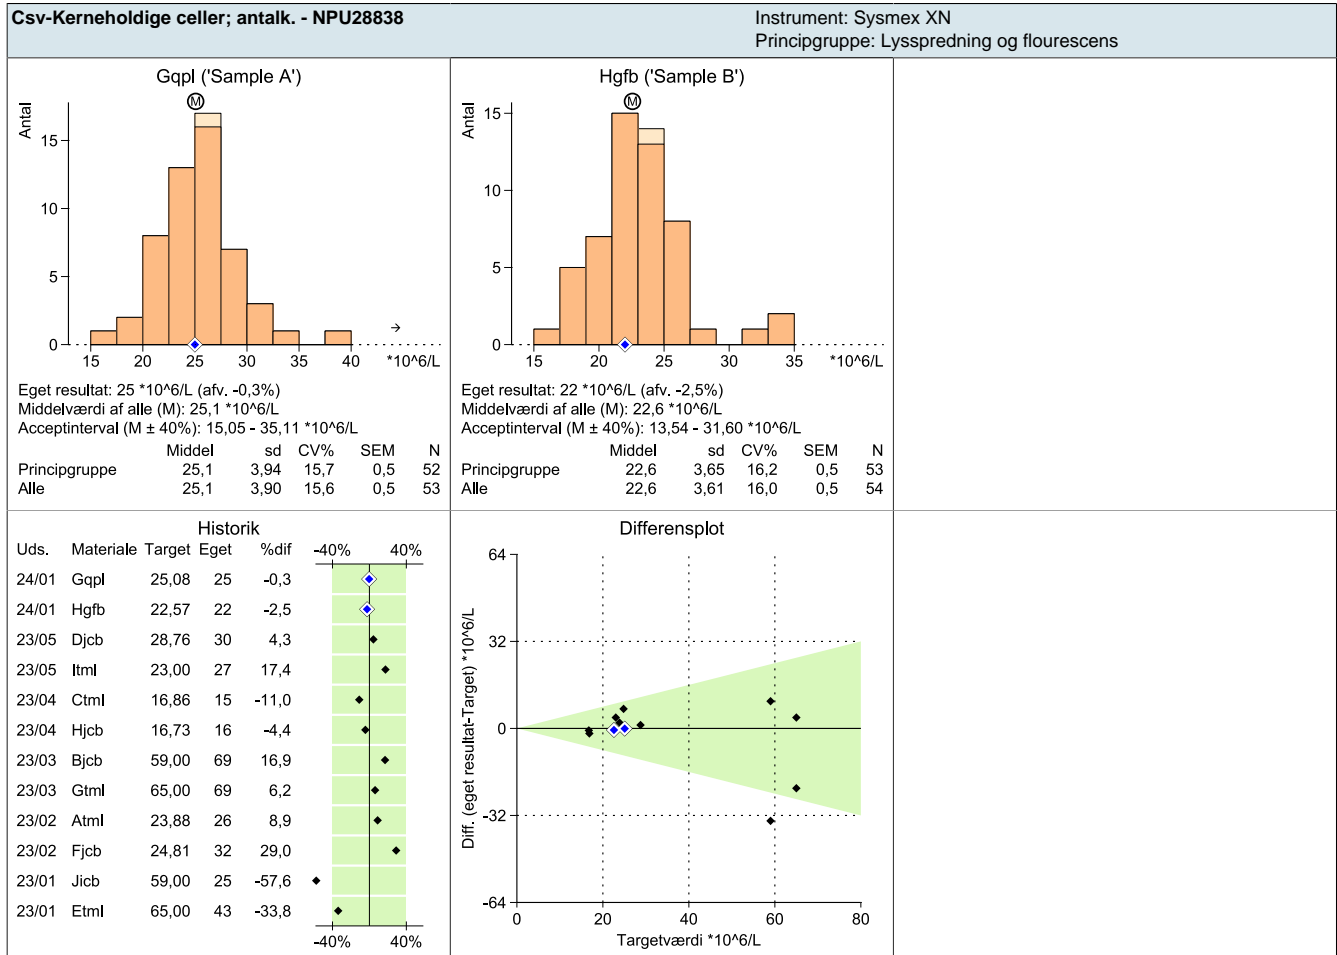 Csv-Kerneholdige celler; antalk. - NPU28838
Instrument: Sysmex XN
Principgruppe: Lysspredning og flourescens
Gqpl ('Sample A')
M
Antal
15
10
5
0
15 20 25 30 35 40 *10^6/L
Eget resultat: 25 *10^6/L (afv. -0,3%)
Middelværdi af alle (M): 25,1 *10^6/L
Acceptinterval (M ± 40%): 15,05 - 35,11 *10^6/L
Middel sd CV% SEM N
Principgruppe 25,1 3,94 15,7 0,5 52
Alle 25,1 3,90 15,6 0,5 53
Hgfb ('Sample B')
M
Antal
15
10
5
0
15 20 25 30 35 *10^6/L
Eget resultat: 22 *10^6/L (afv. -2,5%)
Middelværdi af alle (M): 22,6 *10^6/L
Acceptinterval (M ± 40%): 13,54 - 31,60 *10^6/L
Middel sd CV% SEM N
Principgruppe 22,6 3,65 16,2 0,5 53
Alle 22,6 3,61 16,0 0,5 54
Historik
Uds. Materiale Target Eget %dif -40% 40%
24/01 Gqpl 25,08 25 -0,3
24/01 Hgfb 22,57 22 -2,5
23/05 Djcb 28,76 30 4,3
23/05 Itml 23,00 27 17,4
23/04 Ctml 16,86 15 -11,0
23/04 Hjcb 16,73 16 -4,4
23/03 Bjcb 59,00 69 16,9
23/03 Gtml 65,00 69 6,2
23/02 Atml 23,88 26 8,9
23/02 Fjcb 24,81 32 29,0
23/01 Jicb 59,00 25 -57,6
23/01 Etml 65,00 43 -33,8
-40% 40%
Differensplot
Diff. (eget resultat-Target) *10^6/L
64
32
0
-32
-64
0 20 40 60 80
Targetværdi *10^6/L